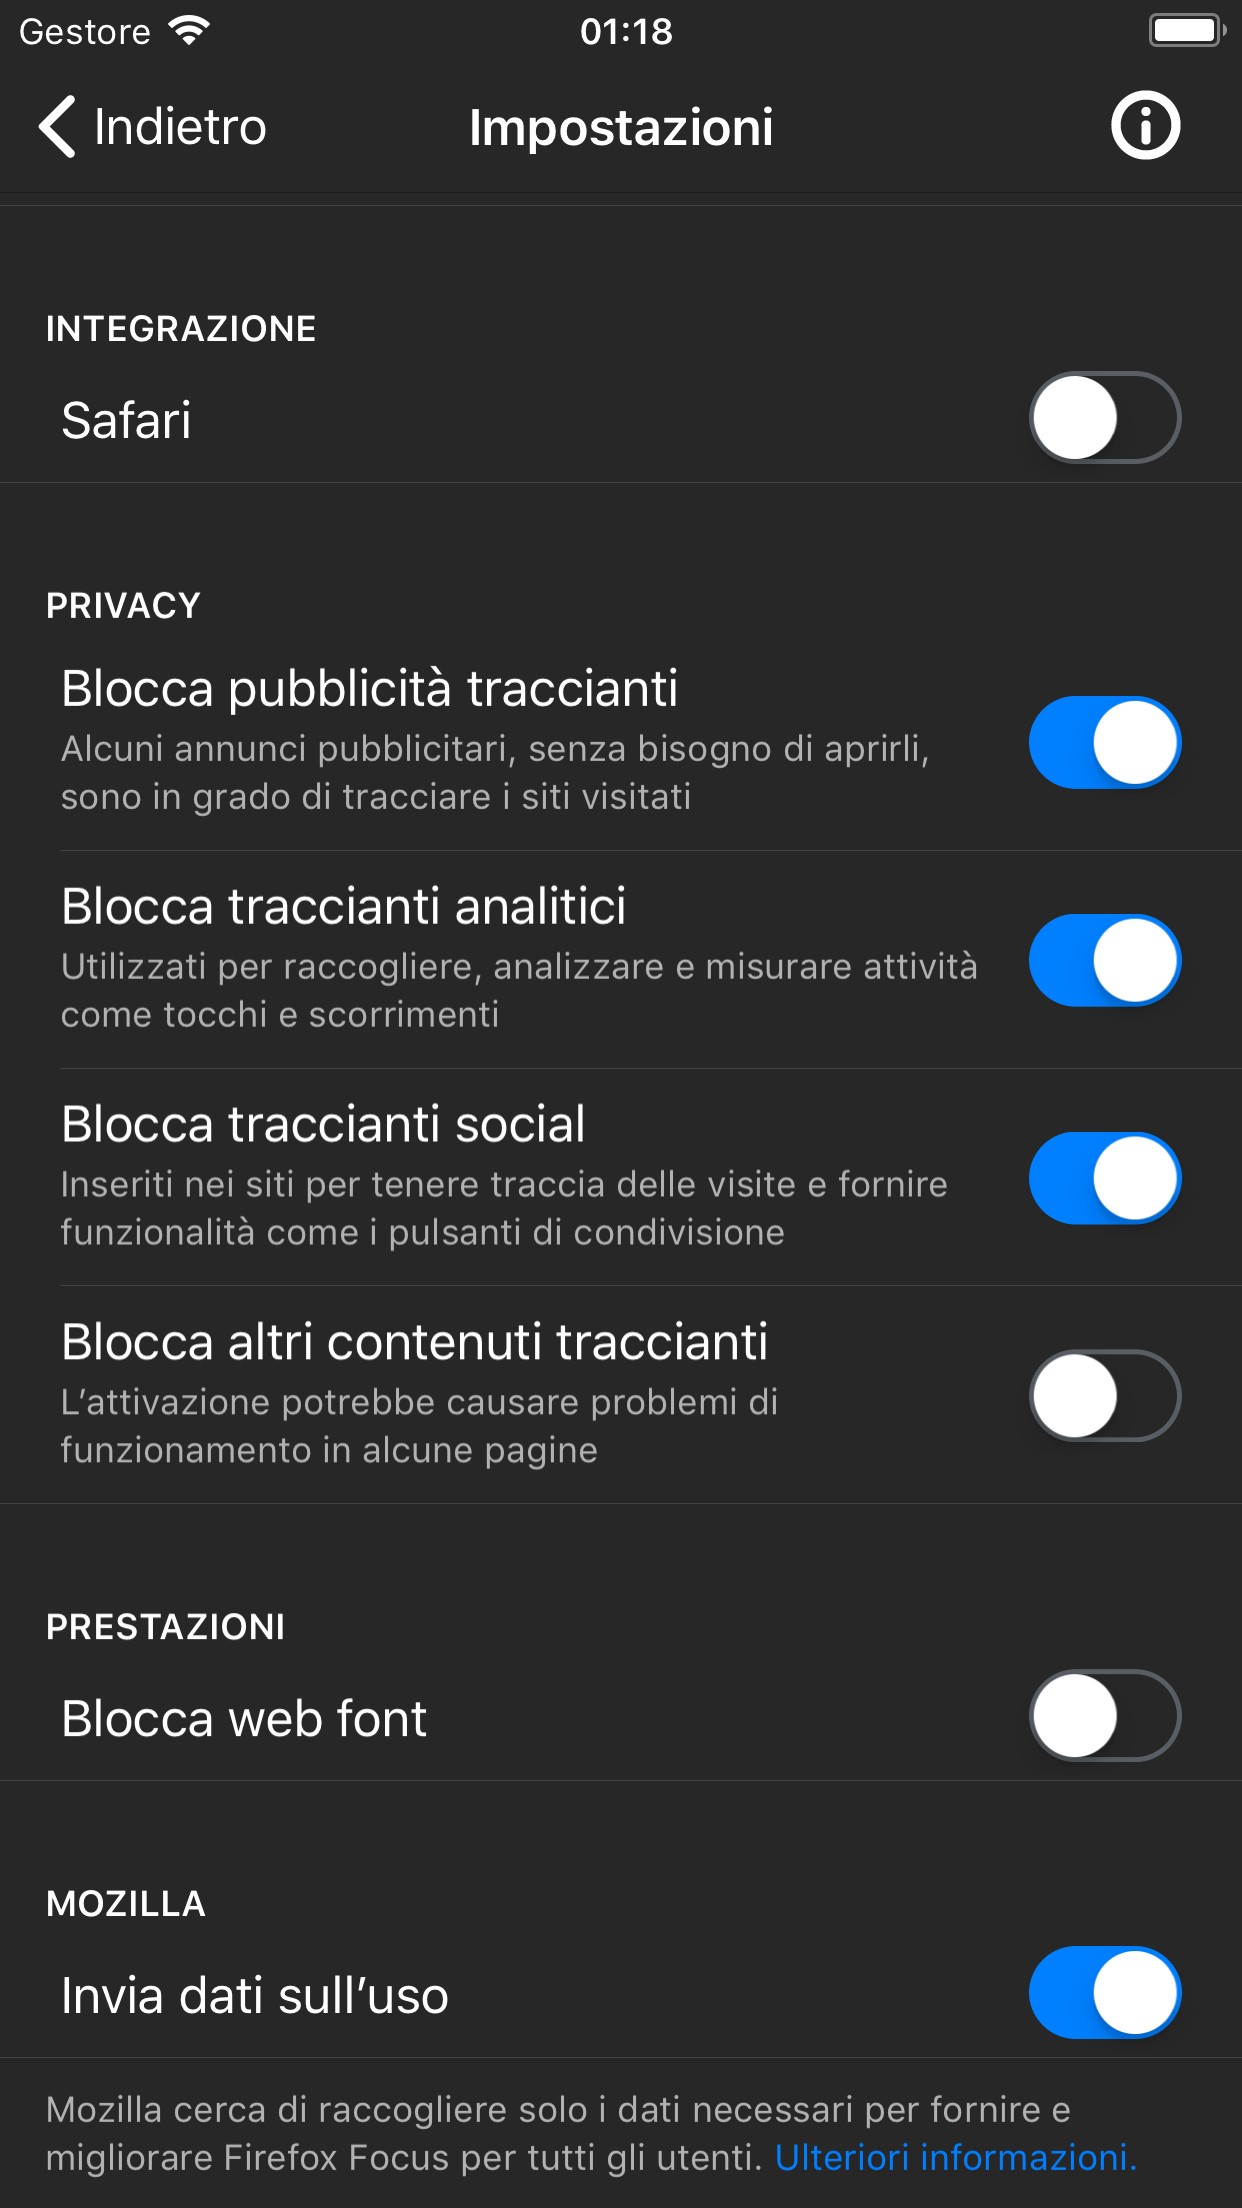 Gestore
01:18
Indietro
Impostazioni
INTEGRAZIONE
Safari
PRIVACY
Blocca pubblicità traccianti
Alcuni annunci pubblicitari, senza bisogno di aprirli,
sono in grado di tracciare i siti visitati
Blocca traccianti analitici
Utilizzati per raccogliere, analizzare e misurare attività
come tocchi e scorrimenti
Blocca traccianti social
Inseriti nei siti per tenere traccia delle visite e fornire
funzionalità come i pulsanti di condivisione
Blocca altri contenuti traccianti
L’attivazione potrebbe causare problemi di
funzionamento in alcune pagine
PRESTAZIONI
Blocca web font
MOZILLA
Invia dati sull’uso
Mozilla cerca di raccogliere solo i dati necessari per fornire e
migliorare Firefox Focus per tutti gli utenti. Ulteriori informazioni.